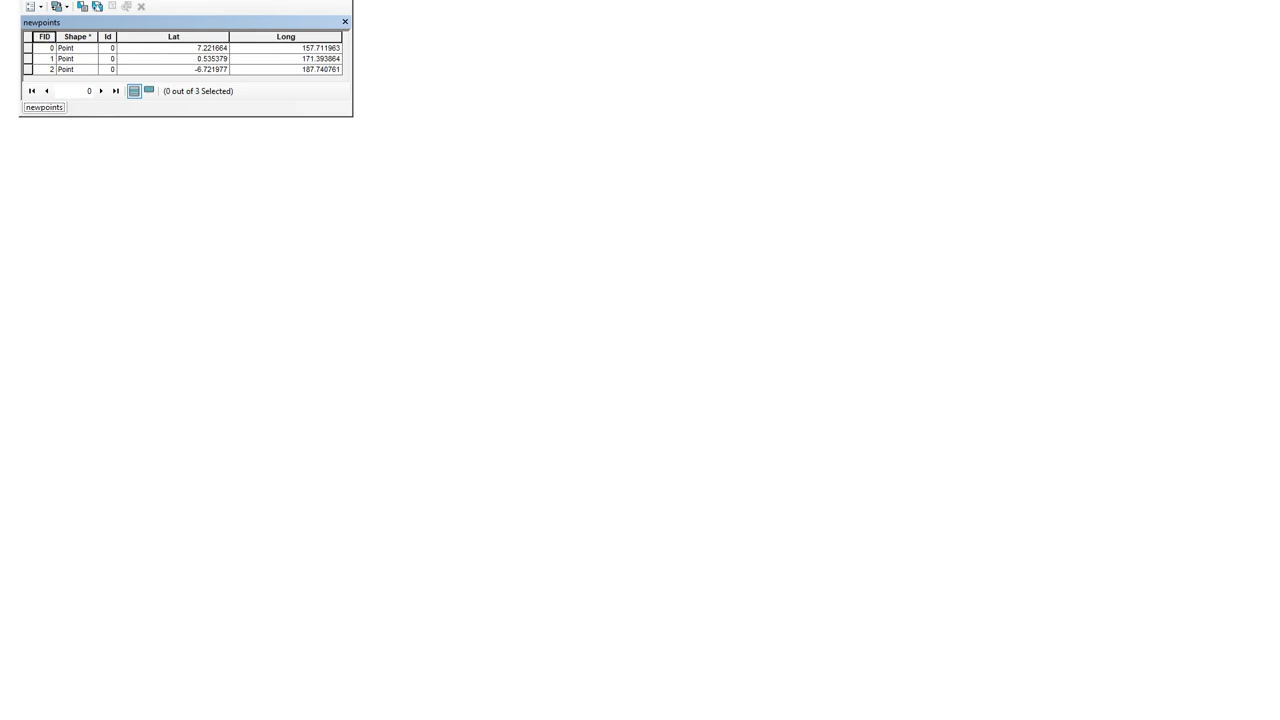 newpoints
FID Shape * Id Lat Long
0 Point 0 7.221664 157.711963
1 Point 0 0.535379 171.393864
2 Point 0 -6.721977 187.740761
0 (0 out of 3 Selected)
newpoints